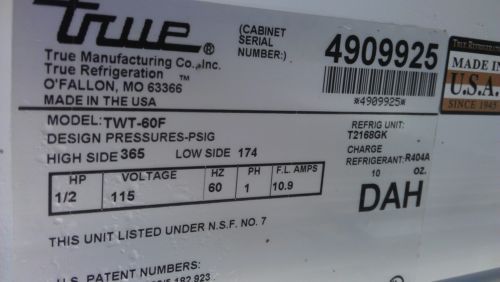 true®
True Manufacturing Co., Inc.
True Refrigeration ™
O'FALLON, MO 63366
MADE IN THE USA
(CABINET
SERIAL
NUMBER:)
4909925
*4909925*
TRUE REFRIGERATION
MADE IN
U.S.A.
SINCE 1945
MODEL: TWT-60F
DESIGN PRESSURES-PSIG
HIGH SIDE 365 LOW SIDE 174
REFRIG UNIT:
T2168GK
CHARGE
REFRIGERANT: R404A
10 OZ.
HP VOLTAGE HZ PH F.L. AMPS
1/2 115 60 1 10.9
DAH
THIS UNIT LISTED UNDER N.S.F. NO. 7
U.S. PATENT NUMBERS: